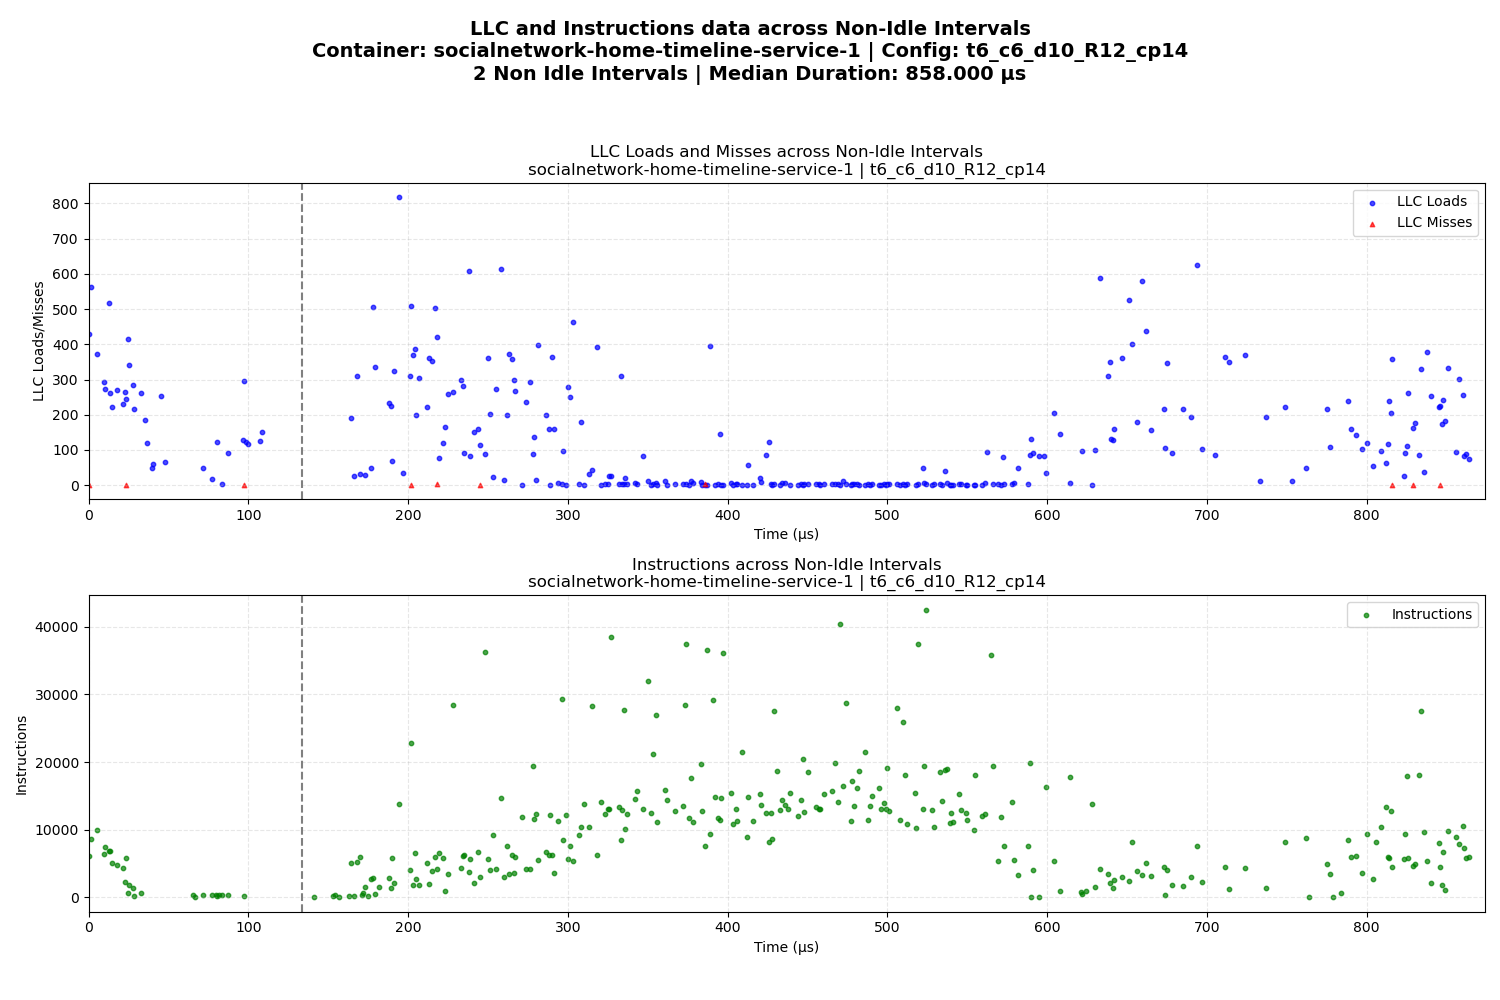 LLC and Instructions data across Non-Idle Intervals
Container: socialnetwork-home-timeline-service-1 | Config: t6_c6_d10_R12_cp14
2 Non Idle Intervals | Median Duration: 858.000 µs
LLC Loads and Misses across Non-Idle Intervals
socialnetwork-home-timeline-service-1 | t6_c6_d10_R12_cp14
LLC Loads/Misses
800
700
600
500
400
300
200
100
0
LLC Loads
LLC Misses
0 100 200 300 400 500 600 700 800
Time (µs)
Instructions across Non-Idle Intervals
socialnetwork-home-timeline-service-1 | t6_c6_d10_R12_cp14
Instructions
40000
30000
20000
10000
0
Instructions
0 100 200 300 400 500 600 700 800
Time (µs)